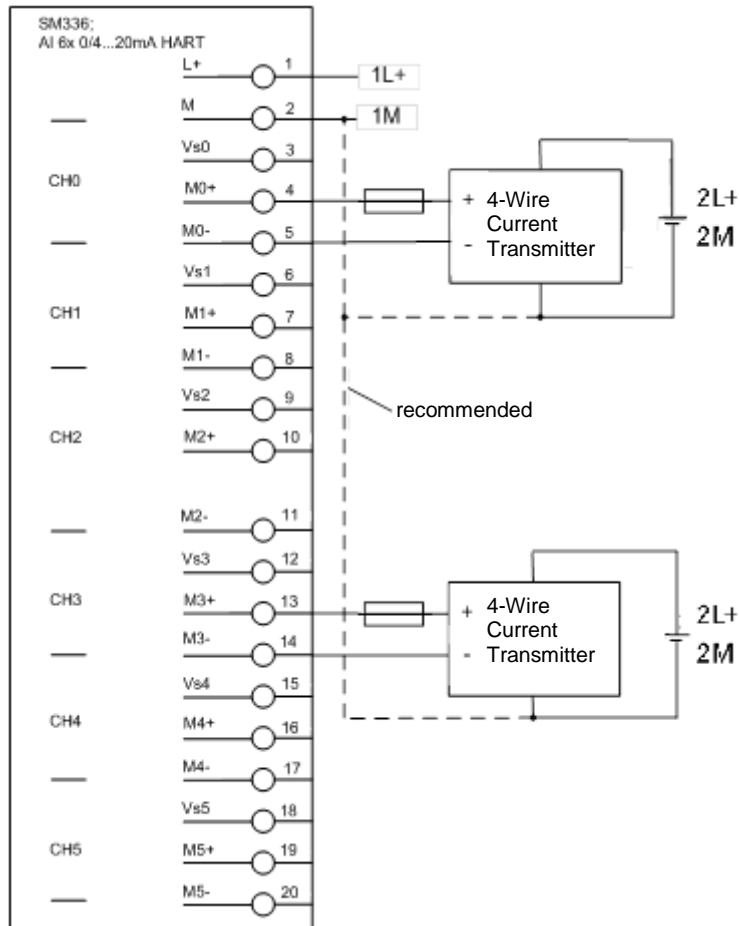 SM336;
AI 6x 0/4...20mA HART
L+ 1 1L+
M 2 1M
Vs0 3
CH0
M0+ 4
M0- 5
+ 4-Wire
Current
- Transmitter
2L+
2M
Vs1 6
CH1
M1+ 7
M1- 8
Vs2 9
recommended
CH2
M2+ 10
M2- 11
Vs3 12
CH3
M3+ 13
M3- 14
+ 4-Wire
Current
- Transmitter
2L+
2M
Vs4 15
CH4
M4+ 16
M4- 17
Vs5 18
CH5
M5+ 19
M5- 20